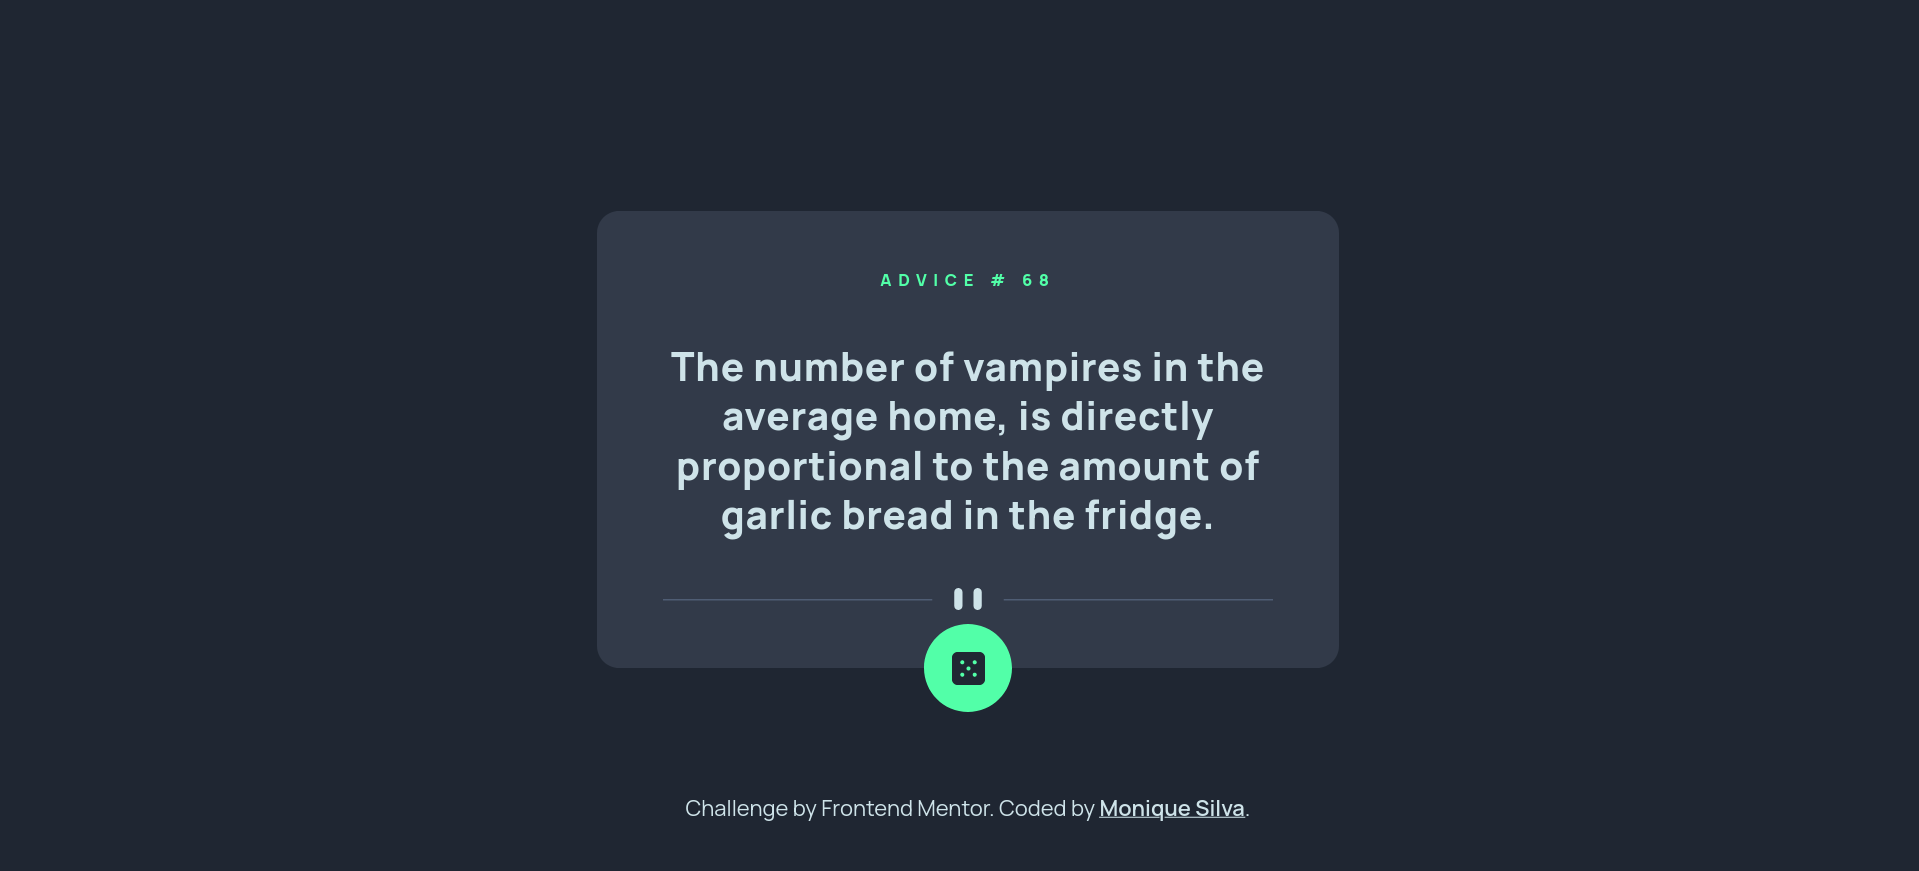 ADVICE # 68
The number of vampires in the
average home, is directly
proportional to the amount of
garlic bread in the fridge.
Challenge by Frontend Mentor. Coded by Monique Silva.